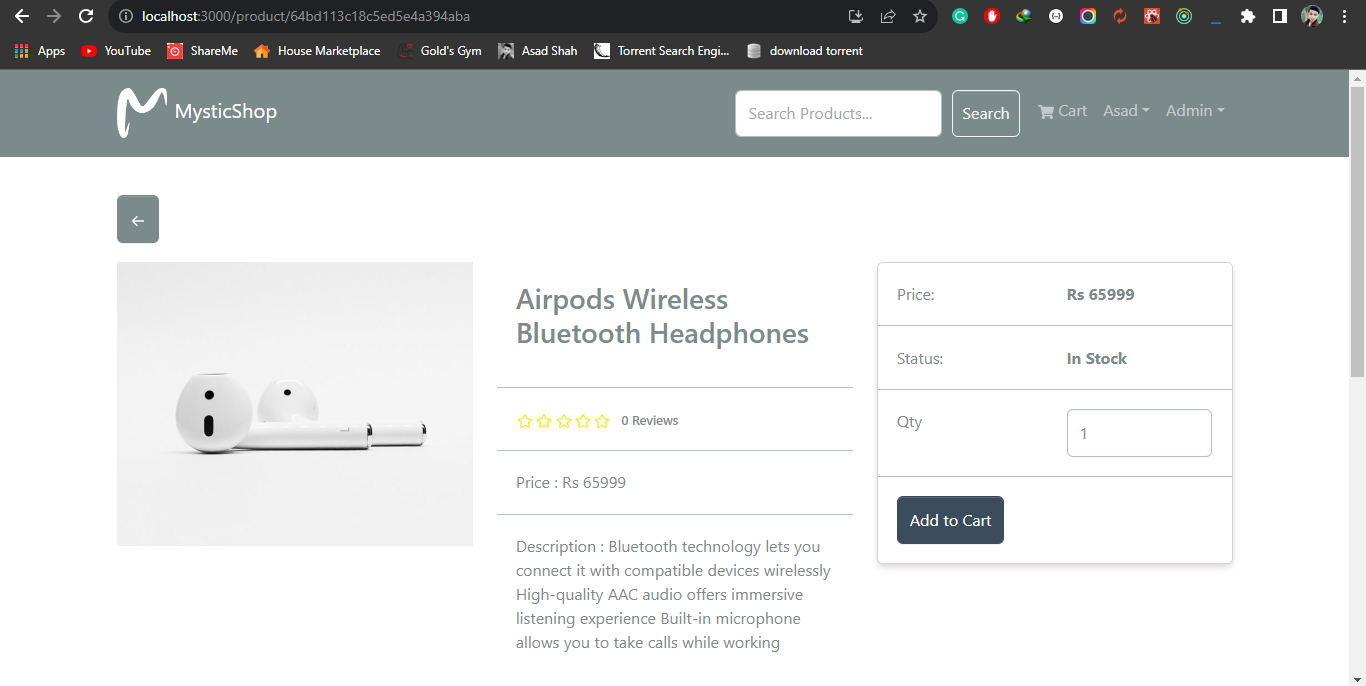 localhost:3000/product/64bd113c18c5ed5e4a394aba
Apps YouTube ShareMe House Marketplace Gold's Gym Asad Shah Torrent Search Engi... download torrent
MysticShop Search Products... Search Cart Asad Admin
←
Airpods Wireless
Bluetooth Headphones
0 Reviews
Price : Rs 65999
Description : Bluetooth technology lets you
connect it with compatible devices wirelessly
High-quality AAC audio offers immersive
listening experience Built-in microphone
allows you to take calls while working
Price: Rs 65999
Status: In Stock
Qty 1
Add to Cart